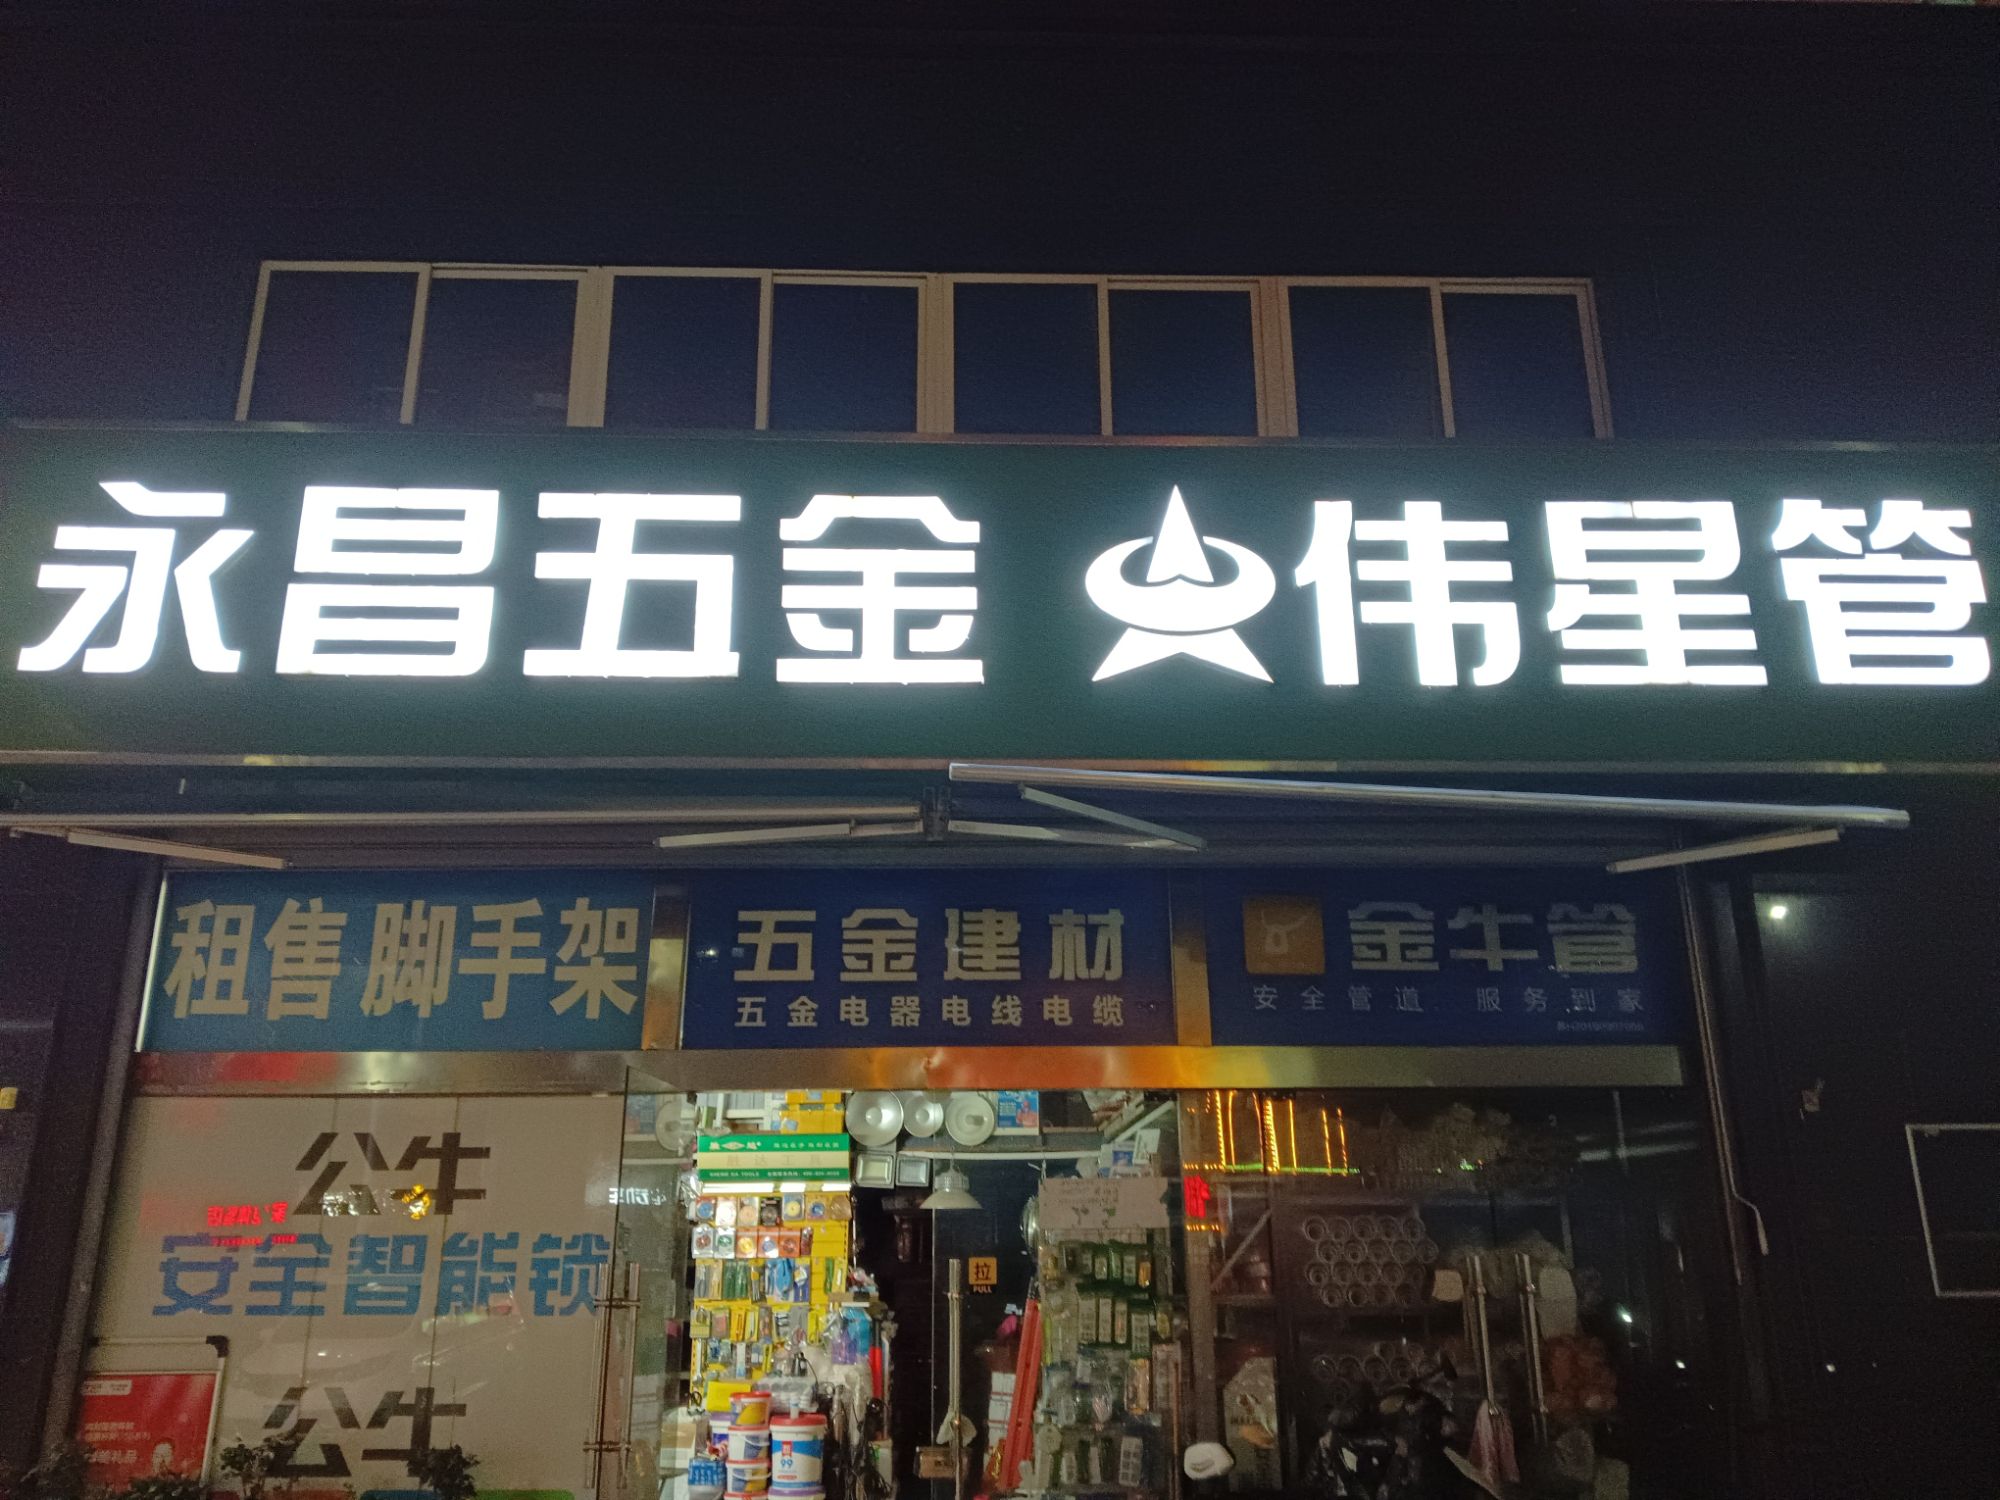 永昌五金 伟星管
租售 脚手架
五金建材
五金电器电线电缆
金牛管
安全管道 服务到家
公牛
安全智能锁
公牛
拉
PULL
99